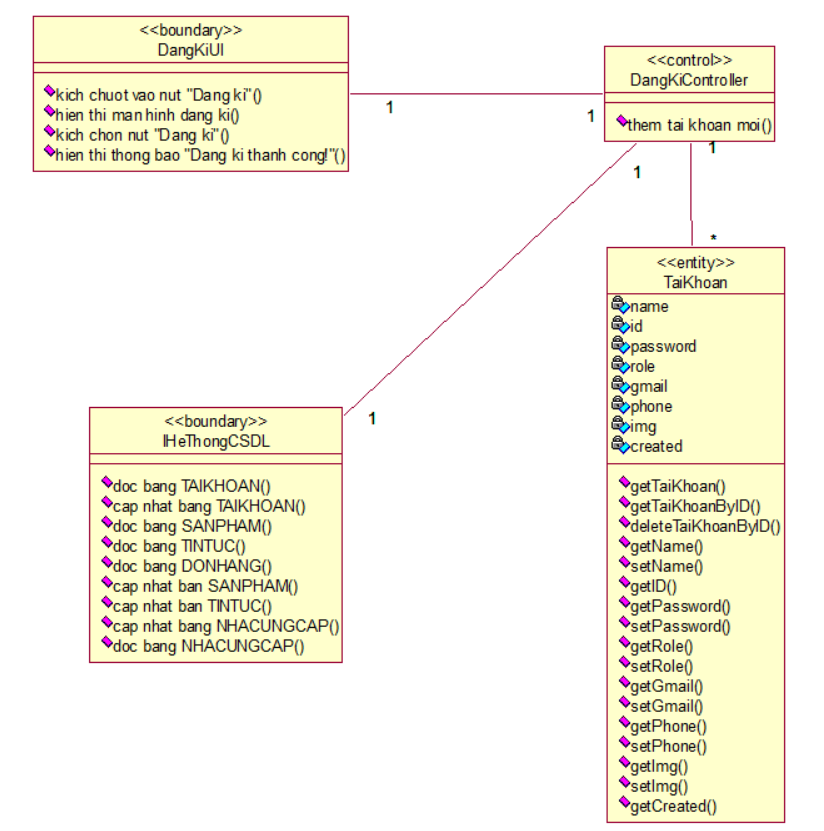 <<boundary>>
DangKiUI
kich chuot vao nut "Dang ki"()
hien thi man hinh dang ki()
kich chon nut "Dang ki"()
hien thi thong bao "Dang ki thanh cong!"()
1
1
<<control>>
DangKiController
them tai khoan moi()
1
1
*
<<entity>>
TaiKhoan
name
id
password
role
gmail
phone
img
created
getTaiKhoan()
getTaiKhoanByID()
deleteTaiKhoanByID()
getName()
setName()
getID()
getPassword()
setPassword()
getRole()
setRole()
getGmail()
setGmail()
getPhone()
setPhone()
getImg()
setImg()
getCreated()
1
<<boundary>>
IHeThongCSDL
doc bang TAIKHOAN()
cap nhat bang TAIKHOAN()
doc bang SANPHAM()
doc bang TINTUC()
doc bang DONHANG()
cap nhat ban SANPHAM()
cap nhat ban TINTUC()
cap nhat bang NHACUNGCAP()
doc bang NHACUNGCAP()